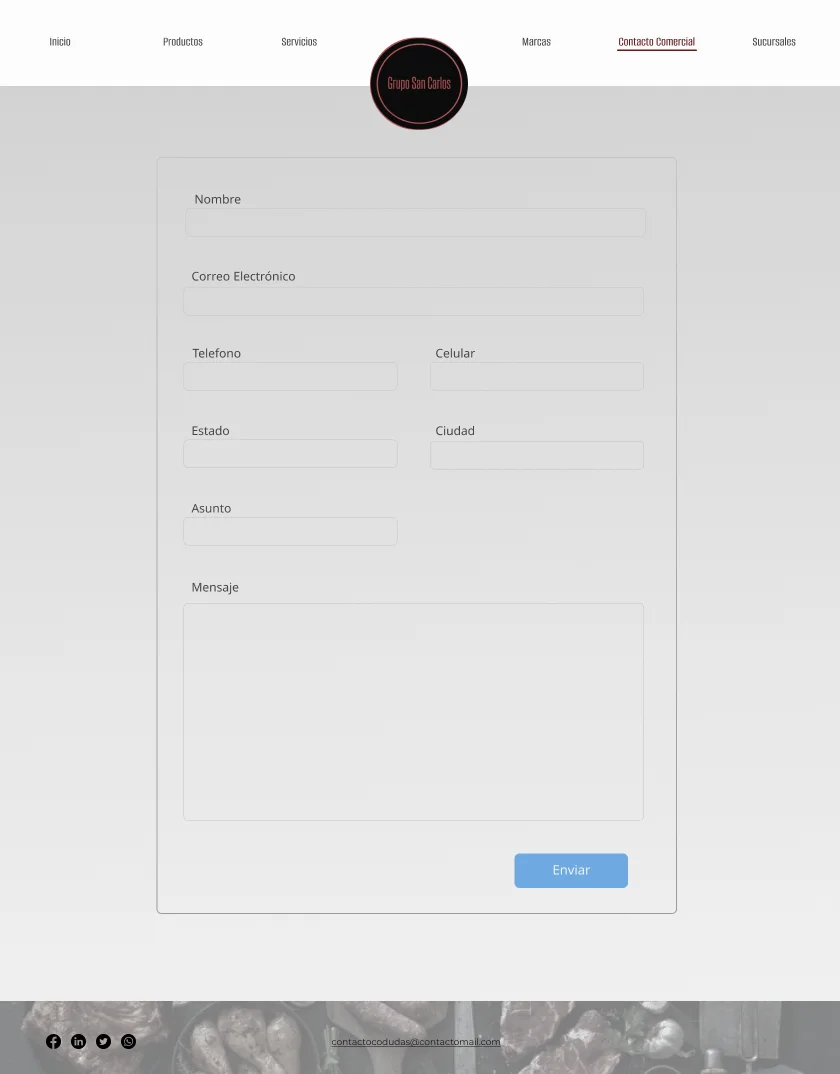 Inicio
Productos
Servicios
Grupo San Carlos
Marcas
Contacto Comercial
Sucursales
Nombre
Correo Electrónico
Telefono
Celular
Estado
Ciudad
Asunto
Mensaje
Enviar
contactocodudas@contactomail.com